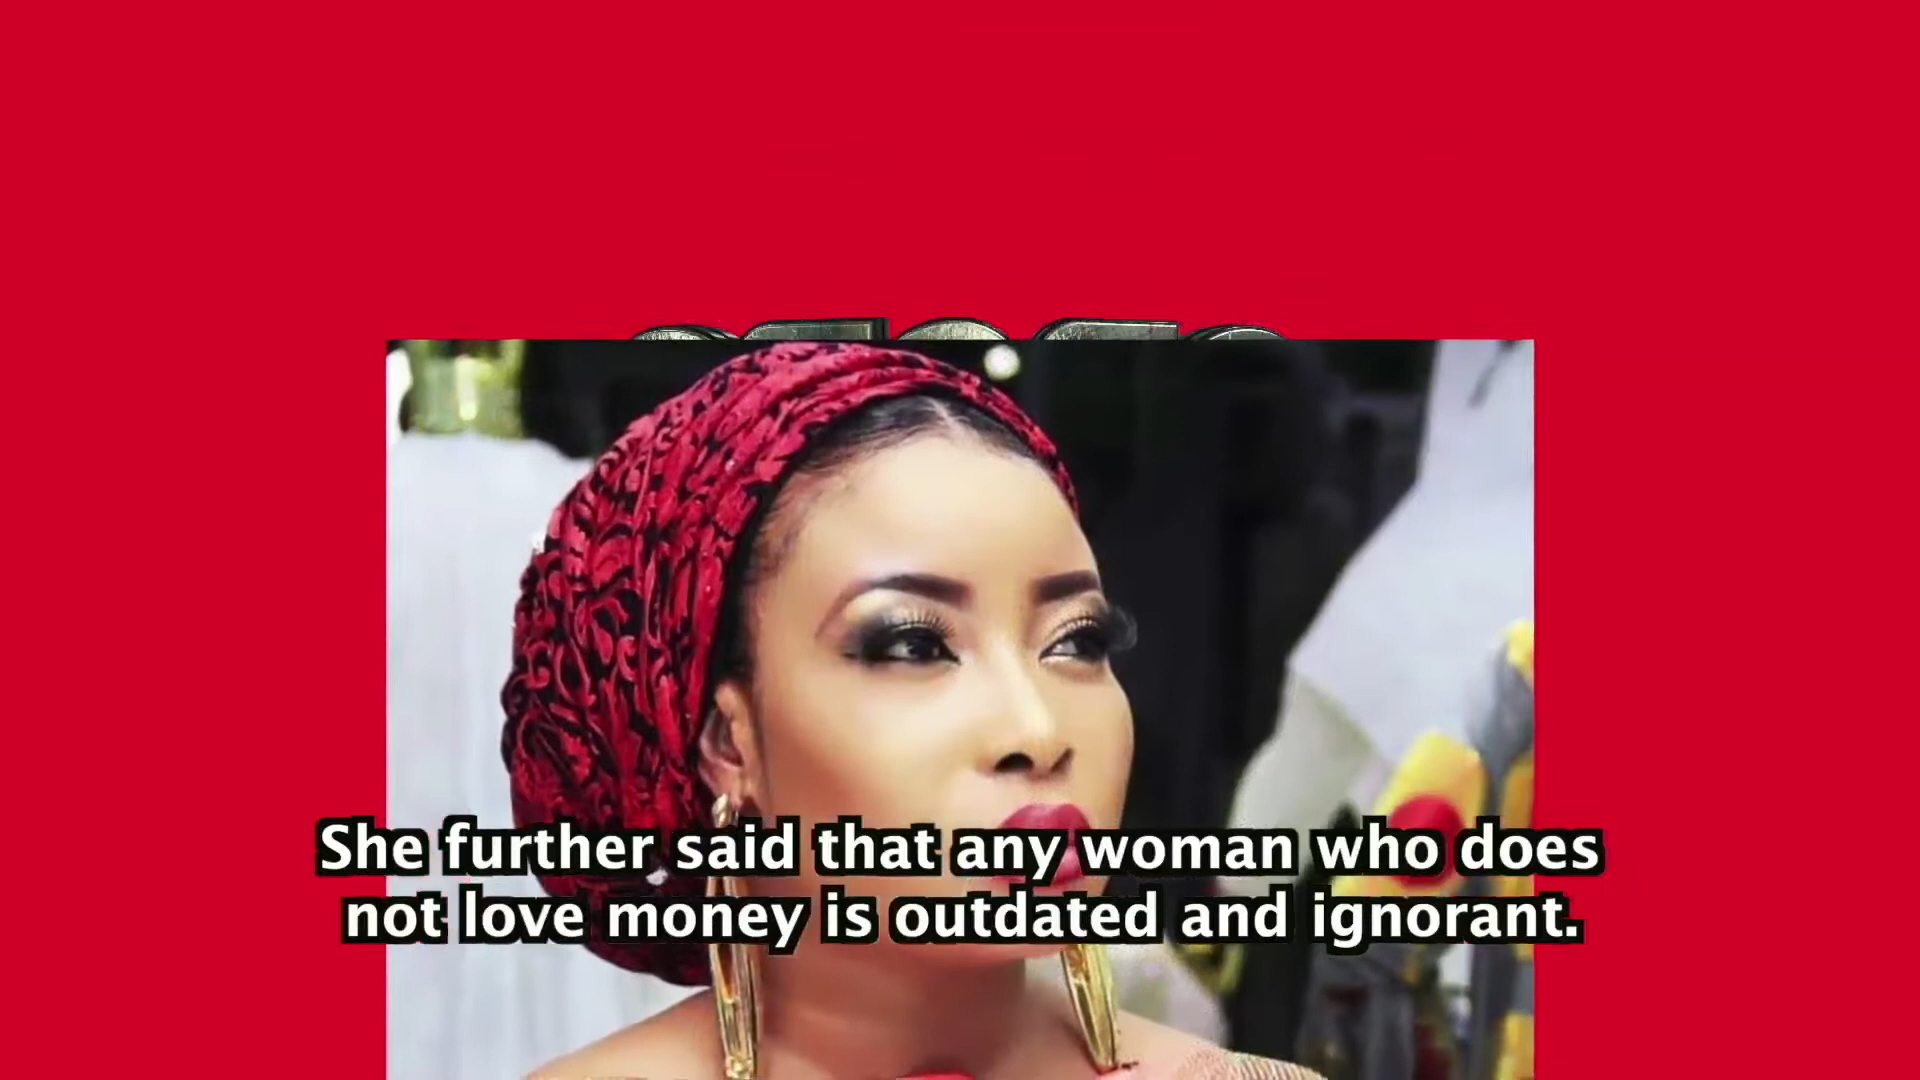 She further said that any woman who does
not love money is outdated and ignorant.